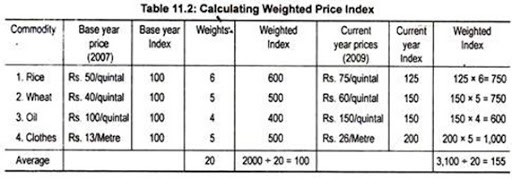 Table 11.2: Calculating Weighted Price Index
Commodity | Base year price (2007) | Base year Index | Weights | Weighted Index | Current year prices (2009) | Current year Index | Weighted Index
1. Rice | Rs. 50/quintal | 100 | 6 | 600 | Rs. 75/quintal | 125 | 125 × 6= 750
2. Wheat | Rs. 40/quintal | 100 | 5 | 500 | Rs. 60/quintal | 150 | 150 × 5 = 750
3. Oil | Rs. 100/quintal | 100 | 4 | 400 | Rs. 150/quintal | 150 | 150 × 4 = 600
4. Clothes | Rs. 13/Metre | 100 | 5 | 500 | Rs. 26/Metre | 200 | 200 × 5 = 1,000
Average | 20 | 2000 ÷ 20 = 100 | 3,100 ÷ 20 = 155